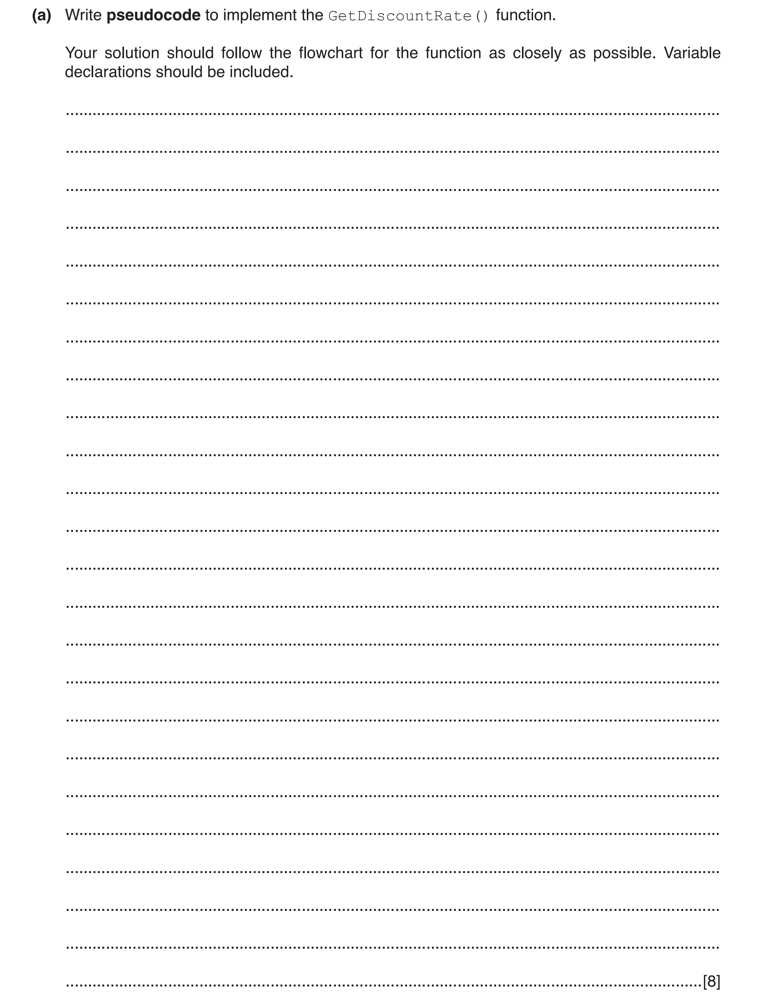 (a) Write pseudocode to implement the GetDiscountRate() function.
Your solution should follow the flowchart for the function as closely as possible. Variable
declarations should be included.
[8]